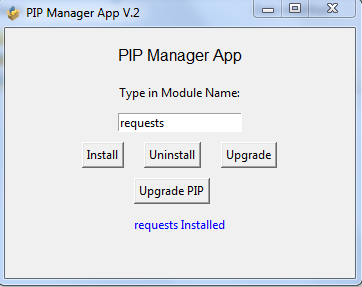 PIP Manager App V.2
PIP Manager App
Type in Module Name:
requests
Install Uninstall Upgrade
Upgrade PIP
requests Installed